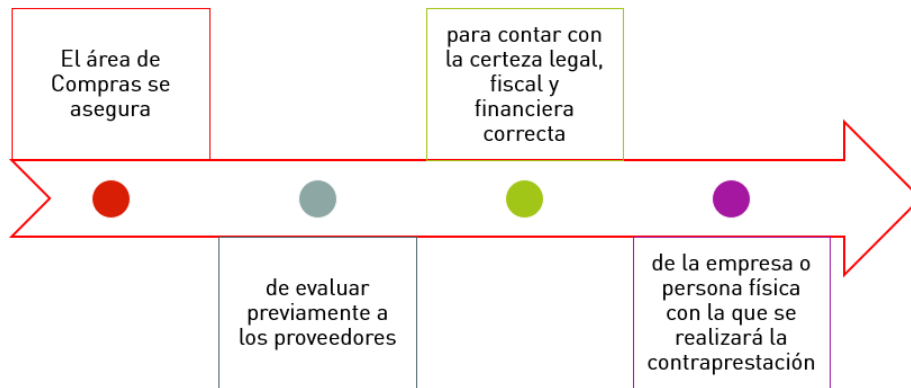 El área de
Compras se
asegura
de evaluar
previamente a
los proveedores
para contar con
la certeza legal,
fiscal y
financiera
correcta
de la empresa o
persona física
con la que se
realizará la
contraprestación